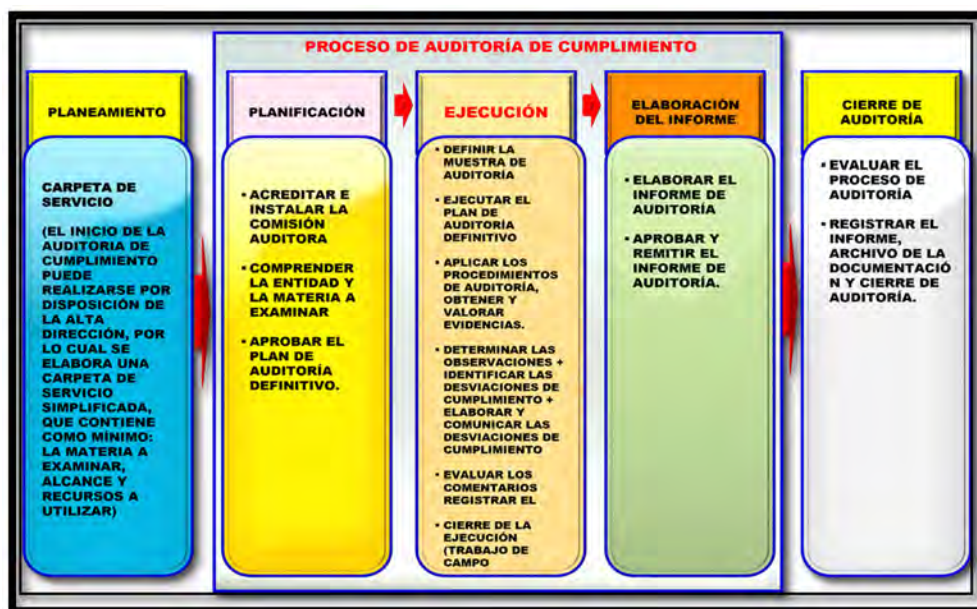 PROCESO DE AUDITORÍA DE CUMPLIMIENTO
PLANEAMIENTO
CARPETA DE
SERVICIO
(EL INICIO DE LA
AUDITORIA DE
CUMPLIMIENTO
PUEDE
REALIZARSE POR
DISPOSICIÓN DE
LA ALTA
DIRECCIÓN, POR
LO CUAL SE
ELABORA UNA
CARPETA DE
SERVICIO
SIMPLIFICADA,
QUE CONTIENE
COMO MÍNIMO:
LA MATERIA A
EXAMINAR,
ALCANCE Y
RECURSOS A
UTILIZAR)
PLANIFICACIÓN
▪ ACREDITAR E
INSTALAR LA
COMISIÓN
AUDITORA
▪ COMPRENDER
LA ENTIDAD Y
LA MATERIA A
EXAMINAR
▪ APROBAR EL
PLAN DE
AUDITORÍA
DEFINITIVO.
EJECUCIÓN
▪ DEFINIR LA
MUESTRA DE
AUDITORÍA
▪ EJECUTAR EL
PLAN DE
AUDITORÍA
DEFINITIVO
▪ APLICAR LOS
PROCEDIMIENTOS
DE AUDITORÍA,
OBTENER Y
VALORAR
EVIDENCIAS.
▪ DETERMINAR LAS
OBSERVACIONES +
IDENTIFICAR LAS
DESVIACIONES DE
CUMPLIMIENTO +
ELABORAR Y
COMUNICAR LAS
DESVIACIONES DE
CUMPLIMIENTO
▪ EVALUAR LOS
COMENTARIOS
REGISTRAR EL
▪ CIERRE DE LA
EJECUCIÓN
(TRABAJO DE
CAMPO
ELABORACIÓN
DEL INFORME
▪ ELABORAR EL
INFORME DE
AUDITORÍA
▪ APROBAR Y
REMITIR EL
INFORME DE
AUDITORÍA.
CIERRE DE
AUDITORÍA
▪ EVALUAR EL
PROCESO DE
AUDITORÍA
▪ REGISTRAR EL
INFORME,
ARCHIVO DE LA
DOCUMENTACIÓ
N Y CIERRE DE
AUDITORÍA.